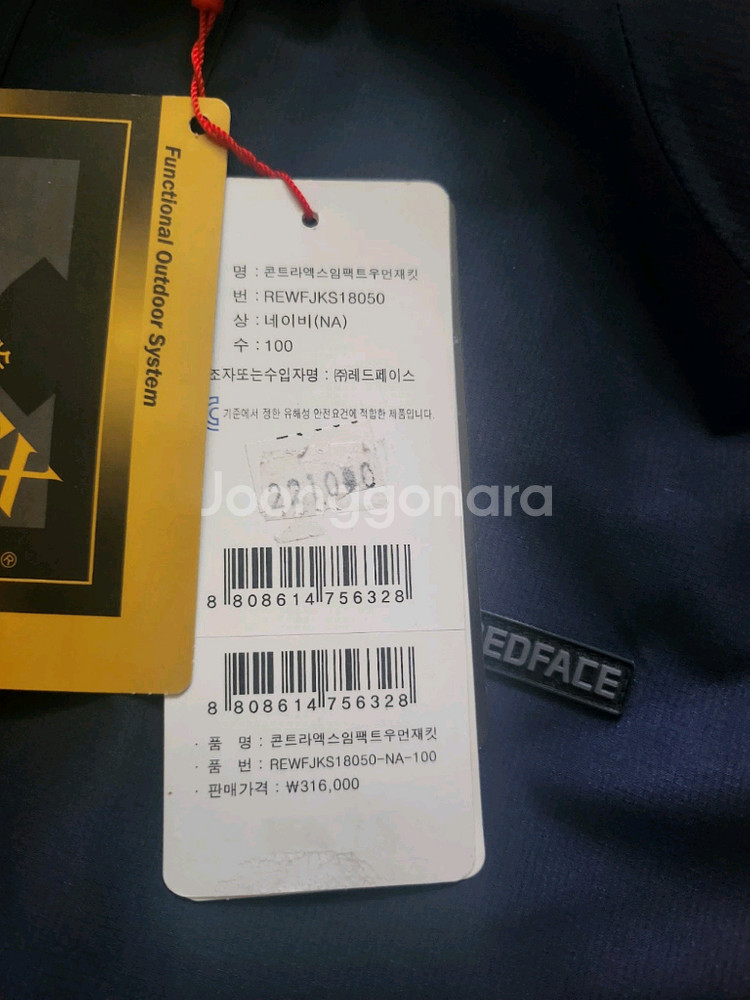 Functional Outdoor System
®
명 : 콘트라엑스임팩트우먼재킷
번 : REWFJKS18050
상 : 네이비(NA)
수 : 100
조자또는수입자명 : ㈜레드페이스
기준에서 정한 유해성 안전요건에 적합한 제품입니다.
Joonggonara
8 808614 756328
8 808614 756328
· 품 명 : 콘트라엑스임팩트우먼재킷
· 품 번 : REWFJKS18050-NA-100
· 판매가격 : ₩316,000
EDFACE